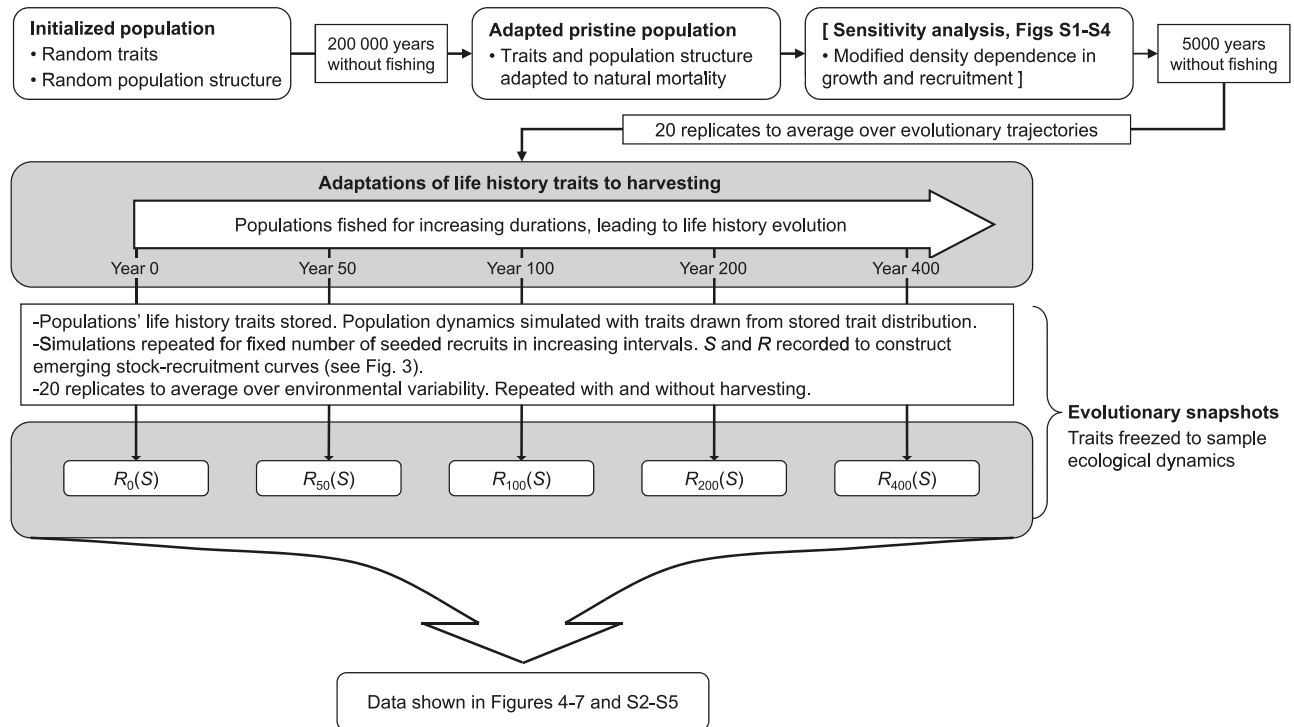 Initialized population
• Random traits
• Random population structure
200 000 years
without fishing
Adapted pristine population
• Traits and population structure
adapted to natural mortality
[ Sensitivity analysis, Figs S1-S4
• Modified density dependence in
growth and recruitment ]
5000 years
without fishing
20 replicates to average over evolutionary trajectories
Adaptations of life history traits to harvesting
Populations fished for increasing durations, leading to life history evolution
Year 0 Year 50 Year 100 Year 200 Year 400
-Populations' life history traits stored. Population dynamics simulated with traits drawn from stored trait distribution.
-Simulations repeated for fixed number of seeded recruits in increasing intervals. S and R recorded to construct
emerging stock-recruitment curves (see Fig. 3).
-20 replicates to average over environmental variability. Repeated with and without harvesting.
Evolutionary snapshots
Traits freezed to sample
ecological dynamics
R0(S) R50(S) R100(S) R200(S) R400(S)
Data shown in Figures 4-7 and S2-S5